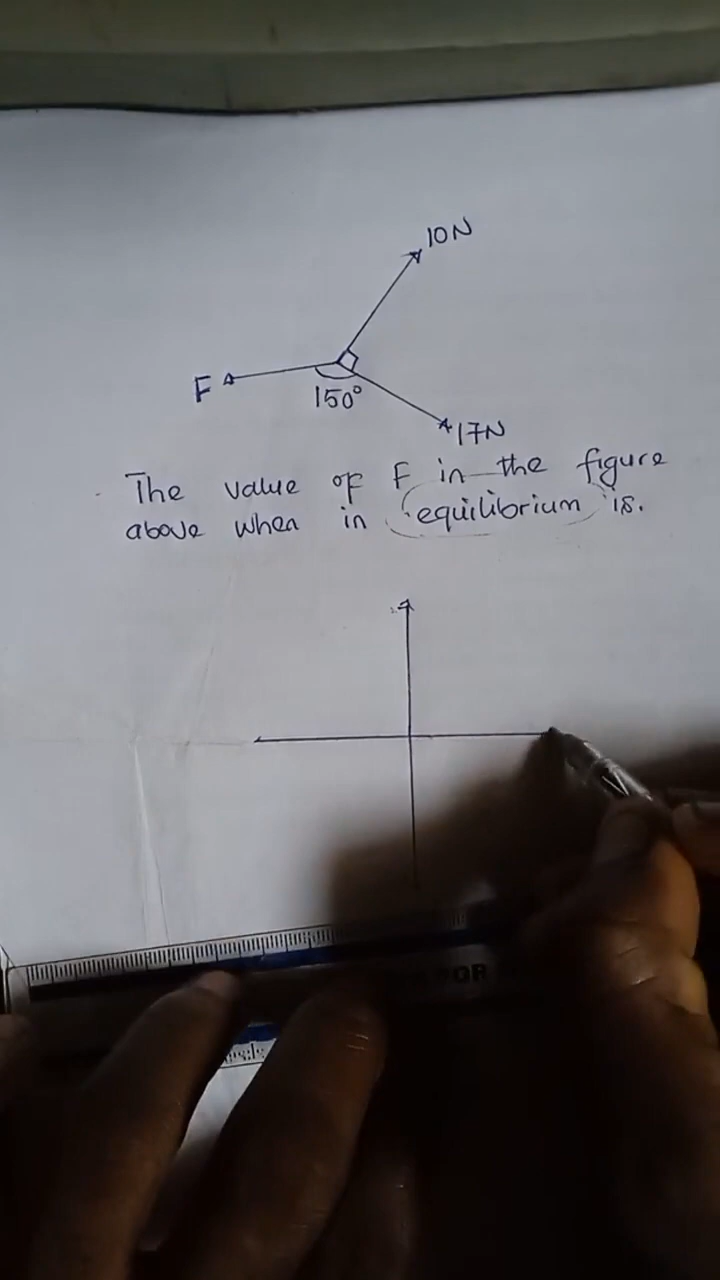 10N
F
150°
17N
The value of F in the figure
above when in equilibrium is.